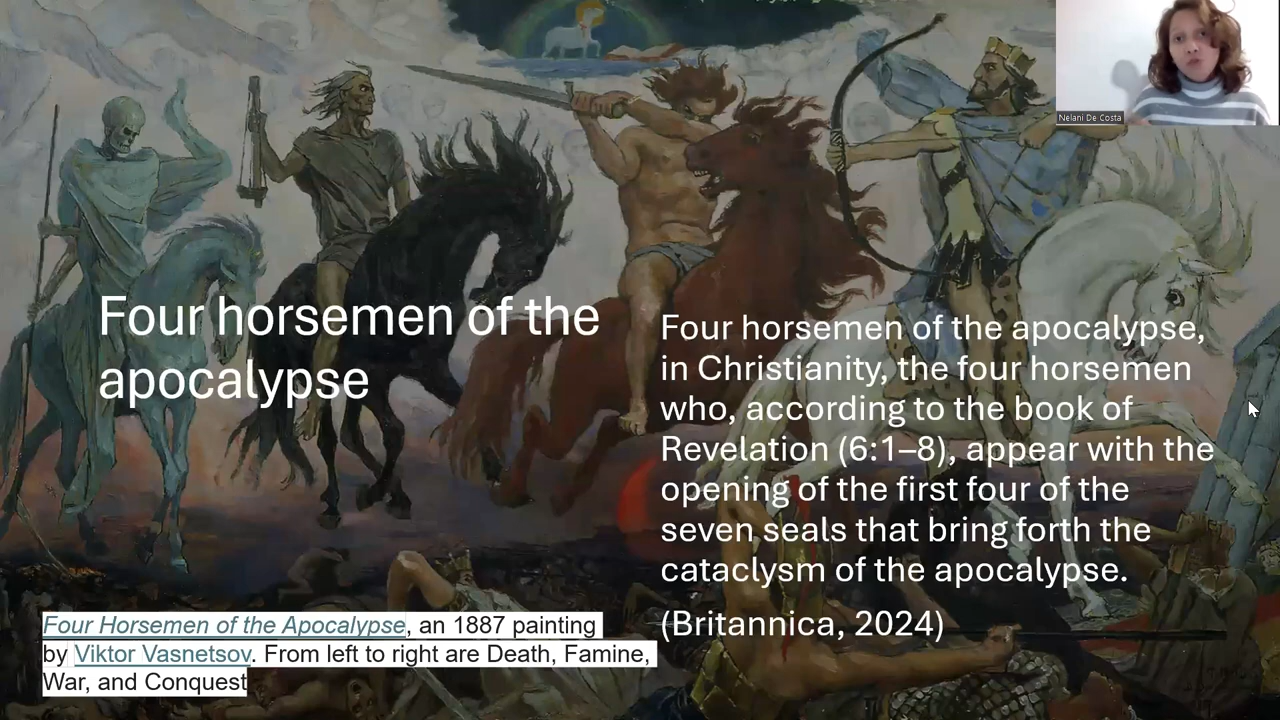 Nelani De Costa
Four horsemen of the
apocalypse
Four horsemen of the apocalypse,
in Christianity, the four horsemen
who, according to the book of
Revelation (6:1–8), appear with the
opening of the first four of the
seven seals that bring forth the
cataclysm of the apocalypse.
(Britannica, 2024)
Four Horsemen of the Apocalypse, an 1887 painting
by Viktor Vasnetsov. From left to right are Death, Famine,
War, and Conquest